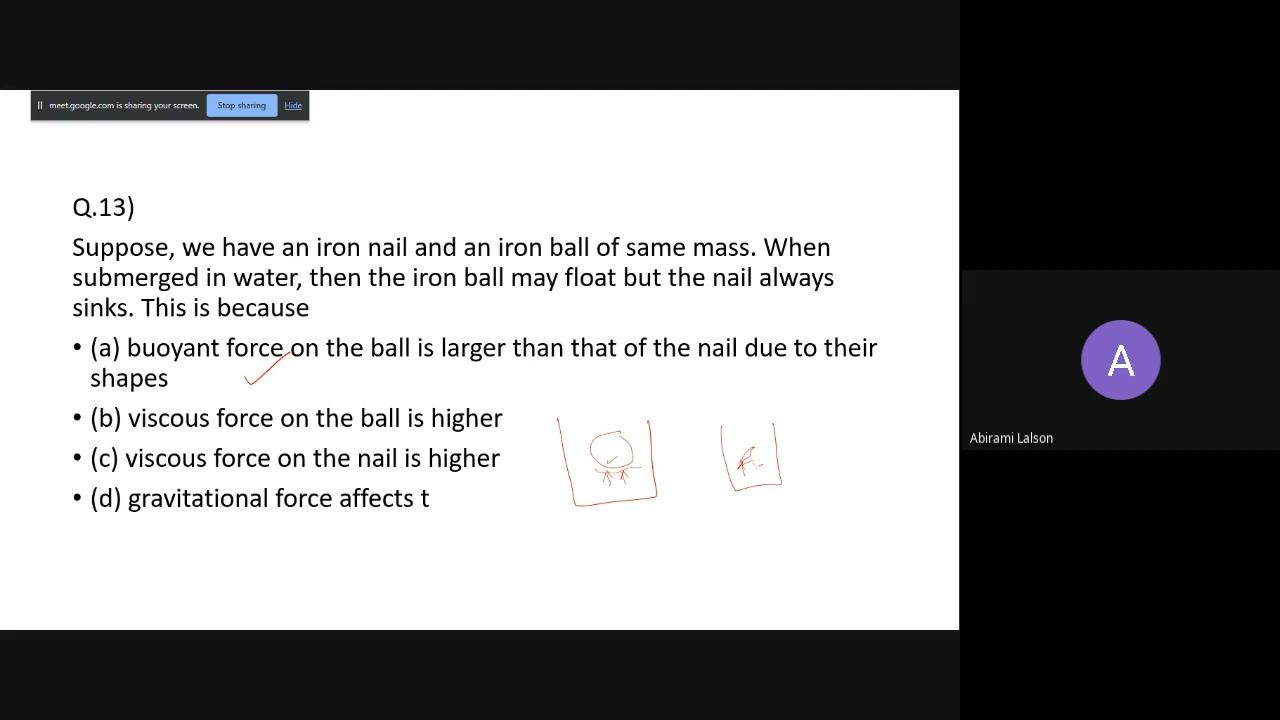 meet.google.com is sharing your screen. Stop sharing Hide
Q.13)
Suppose, we have an iron nail and an iron ball of same mass. When
submerged in water, then the iron ball may float but the nail always
sinks. This is because
• (a) buoyant force on the ball is larger than that of the nail due to their
shapes
• (b) viscous force on the ball is higher
• (c) viscous force on the nail is higher
• (d) gravitational force affects t
A
Abirami Lalson